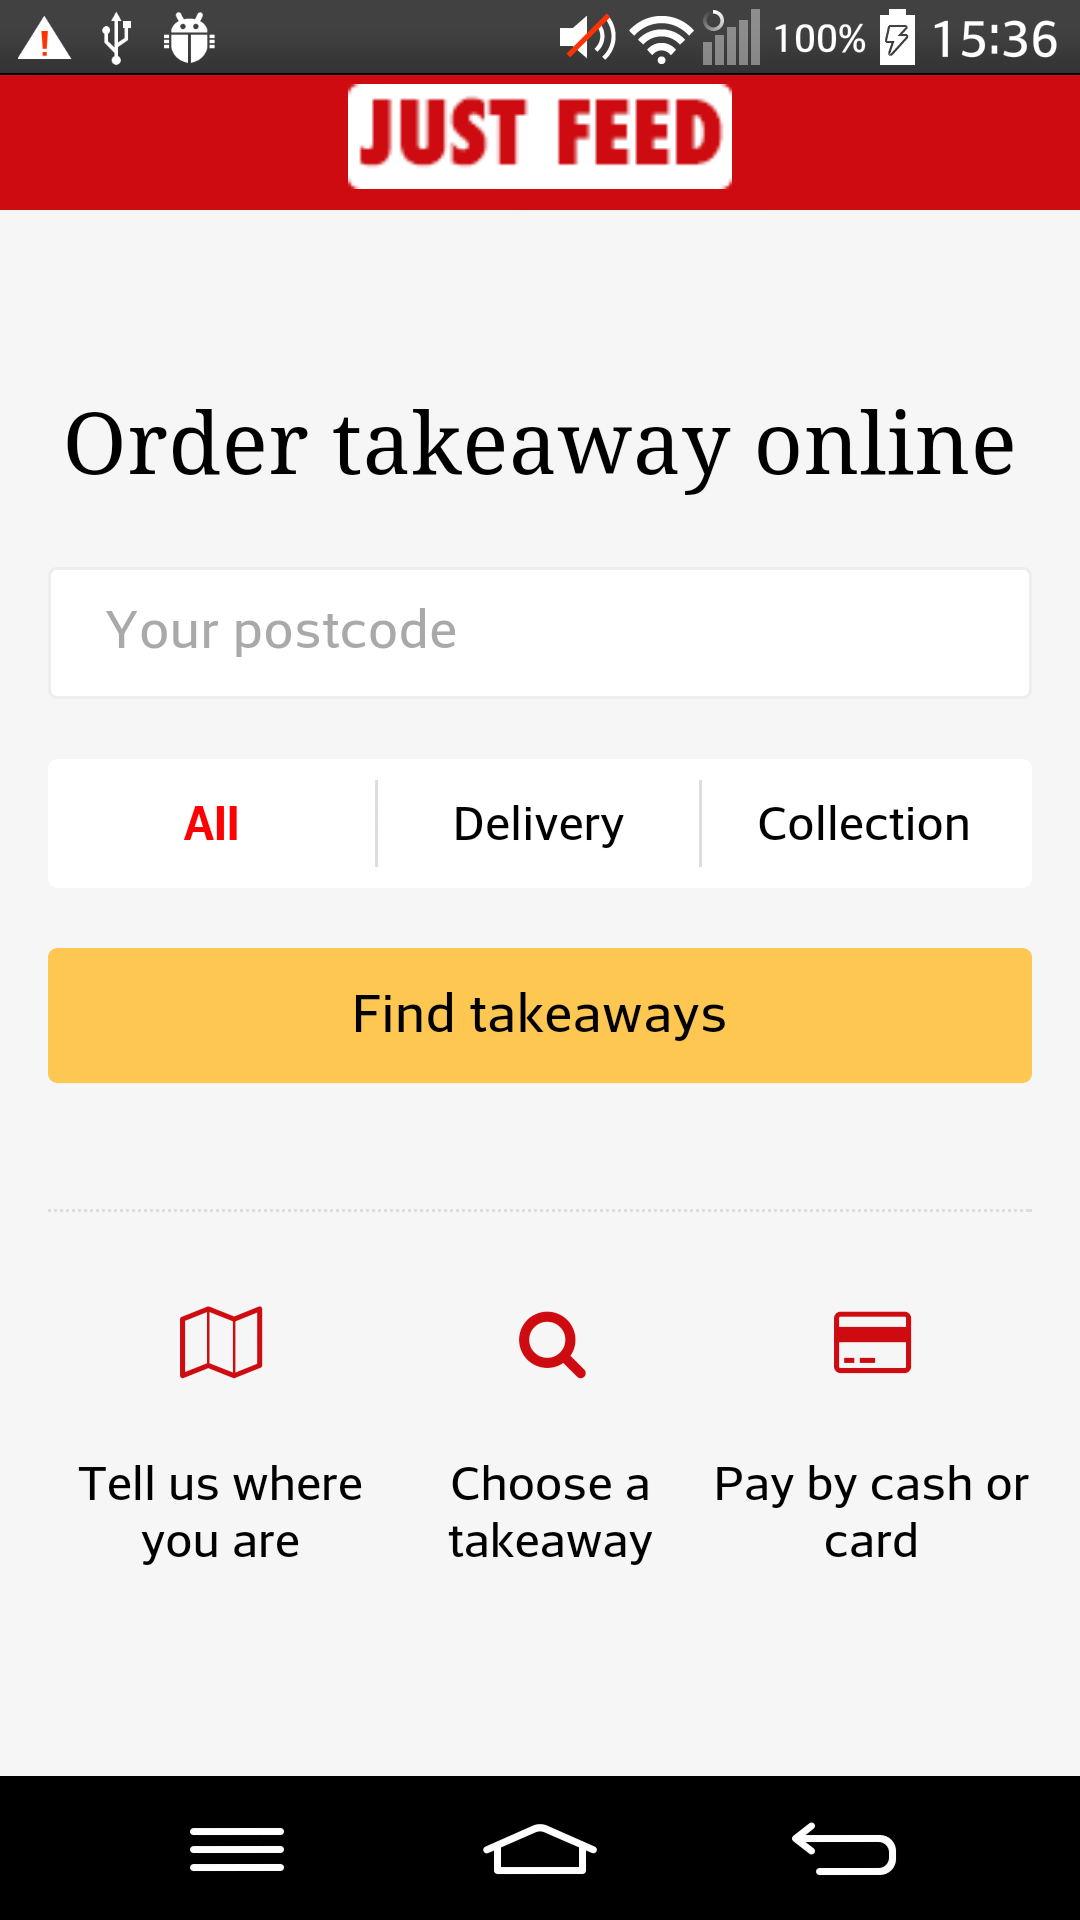 100% 15:36
JUST FEED
Order takeaway online
Your postcode
All Delivery Collection
Find takeaways
Tell us where Choose a Pay by cash or
you are takeaway card